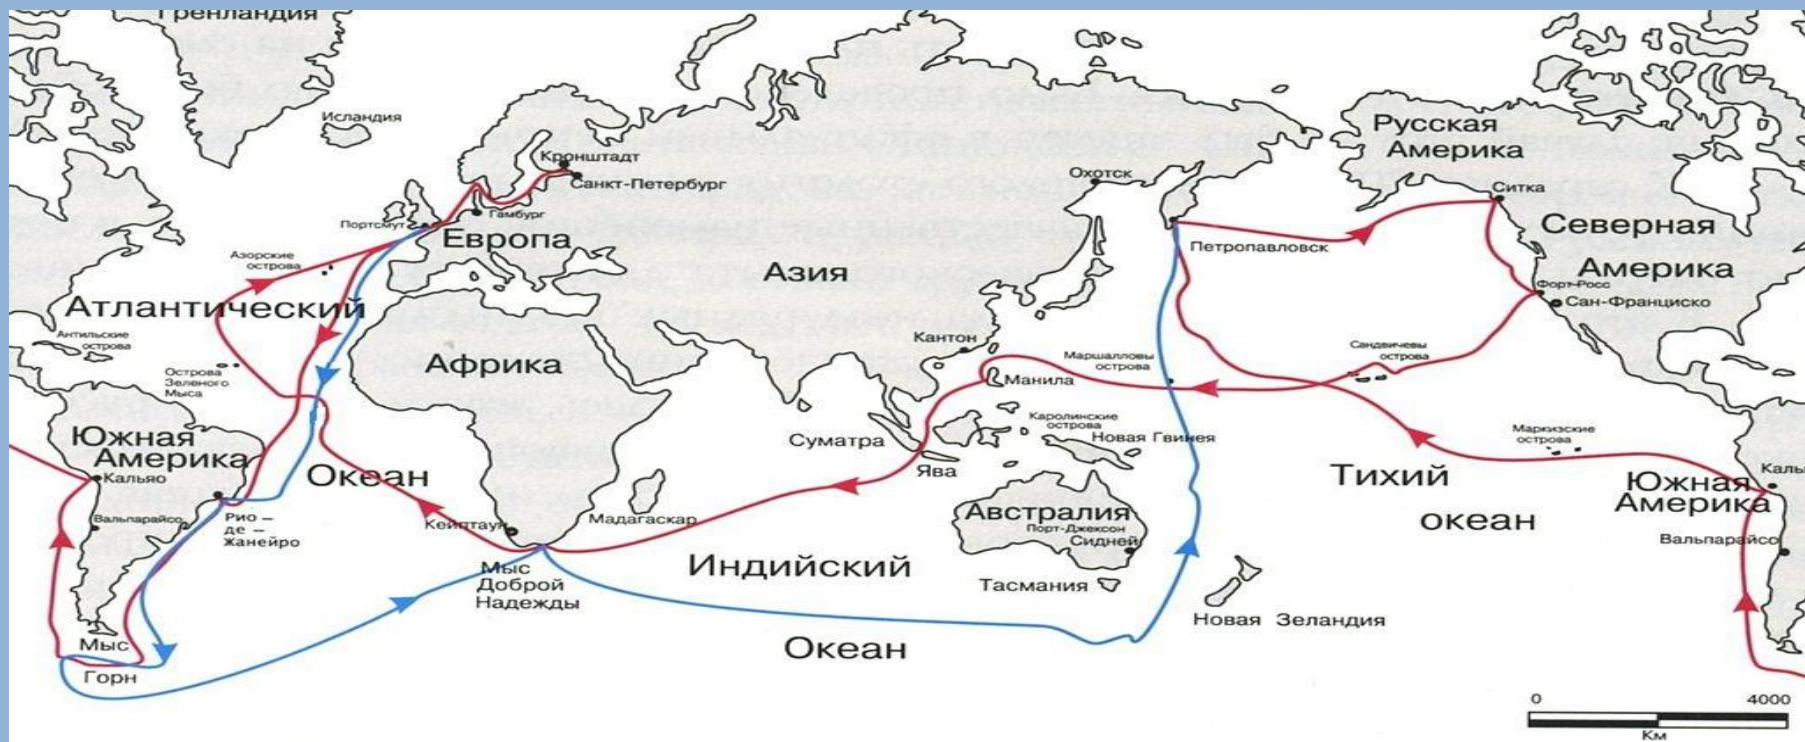 Гренландия
Исландия
Кронштадт
Санкт-Петербург
Гамбург
Портсмут
Европа
Азорские
острова
Атлантический
Антильские
острова
Острова
Зеленого
Мыса
Африка
Азия
Охотск
Петропавловск
Русская
Америка
Ситка
Северная
Америка
Форт-Росс
Сан-Франциско
Кантон
Манила
Маршалловы
острова
Сандвичевы
острова
Каролинские
острова
Новая Гвинея
Суматра
Ява
Маркизские
острова
Тихий
океан
Южная
Америка
Кальяо
Вальпарайсо
Рио –
де –
Жанейро
Океан
Кейптаун
Мадагаскар
Мыс
Доброй
Надежды
Индийский
Океан
Австралия
Порт-Джексон
Сидней
Тасмания
Новая Зеландия
Южная
Америка
Каль
Вальпарайсо
Мыс
Горн
0 4000
Км